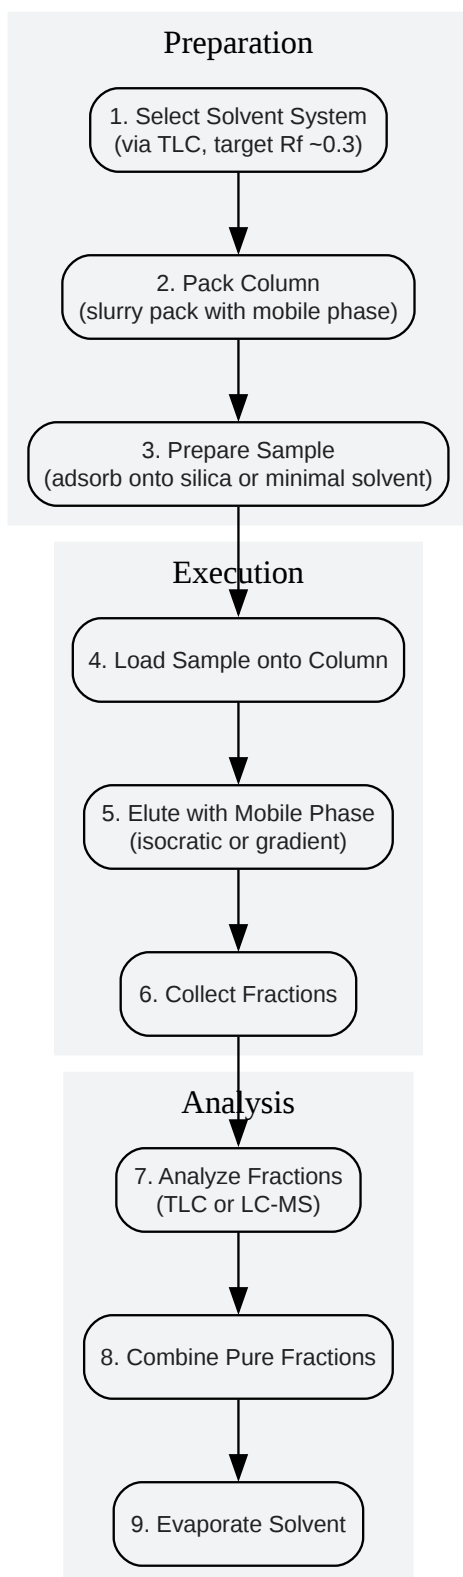 Preparation
1. Select Solvent System
(via TLC, target Rf ~0.3)
2. Pack Column
(slurry pack with mobile phase)
3. Prepare Sample
(adsorb onto silica or minimal solvent)
Execution
4. Load Sample onto Column
5. Elute with Mobile Phase
(isocratic or gradient)
6. Collect Fractions
Analysis
7. Analyze Fractions
(TLC or LC-MS)
8. Combine Pure Fractions
9. Evaporate Solvent